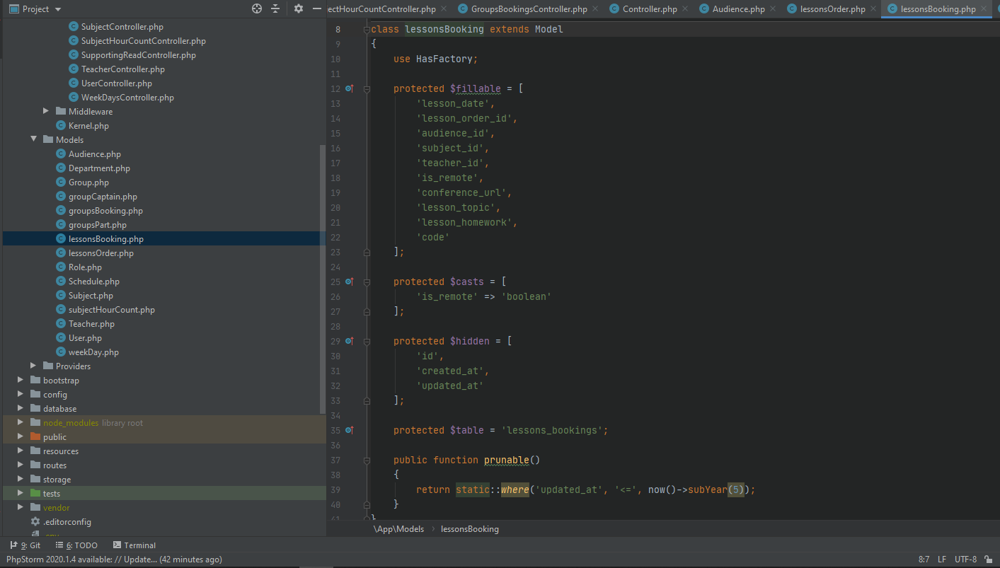 Project
SubjectController.php
SubjectHourCountController.php
SupportingReadController.php
TeacherController.php
UserController.php
WeekDaysController.php
Middleware
Kernel.php
Models
Audience.php
Department.php
Group.php
groupCaptain.php
groupsBooking.php
groupsPart.php
lessonsBooking.php
lessonsOrder.php
Role.php
Schedule.php
Subject.php
subjectHourCount.php
Teacher.php
User.php
weekDay.php
Providers
bootstrap
config
database
node_modules library root
public
resources
routes
storage
tests
vendor
.editorconfig
jectHourCountController.php GroupsBookingsController.php Controller.php Audience.php lessonsOrder.php lessonsBooking.php
8 class lessonsBooking extends Model
9 {
10 use HasFactory;
11
12 protected $fillable = [
13 'lesson_date',
14 'lesson_order_id',
15 'audience_id',
16 'subject_id',
17 'teacher_id',
18 'is_remote',
19 'conference_url',
20 'lesson_topic',
21 'lesson_homework',
22 'code'
23 ];
24
25 protected $casts = [
26 'is_remote' => 'boolean'
27 ];
28
29 protected $hidden = [
30 'id',
31 'created_at',
32 'updated_at'
33 ];
34
35 protected $table = 'lessons_bookings';
36
37 public function prunable()
38 {
39 return static::where('updated_at', '<=', now()->subYear(5));
40 }
41 }
\App\Models › lessonsBooking
9: Git 6: TODO Terminal
PhpStorm 2020.1.4 available: // Update... (42 minutes ago) 8:7 LF UTF-8